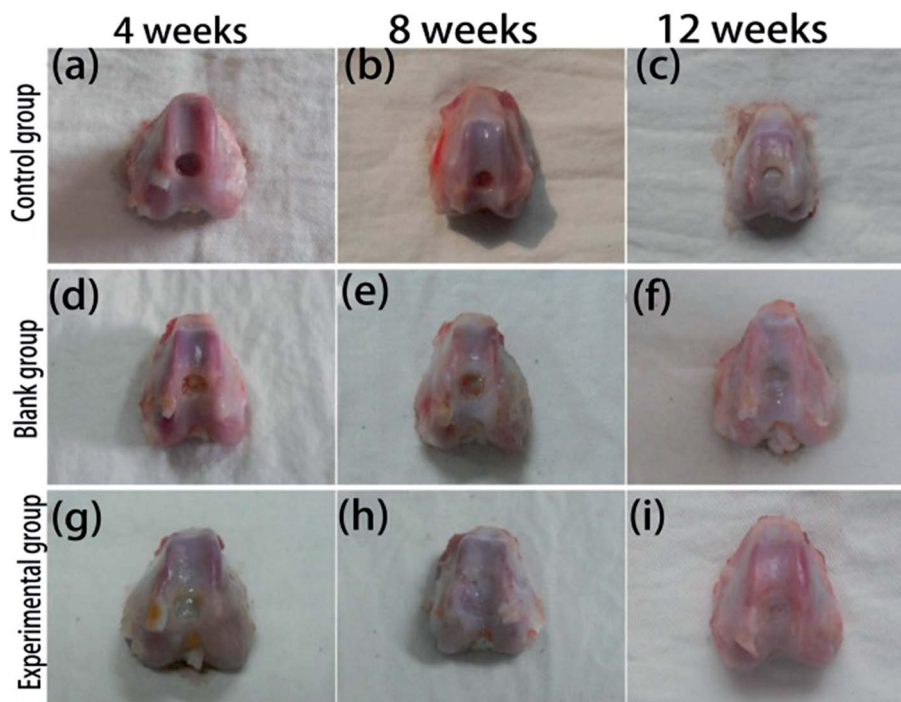 4 weeks 8 weeks 12 weeks
Control group
(a) (b) (c)
Blank group
(d) (e) (f)
Experimental group
(g) (h) (i)